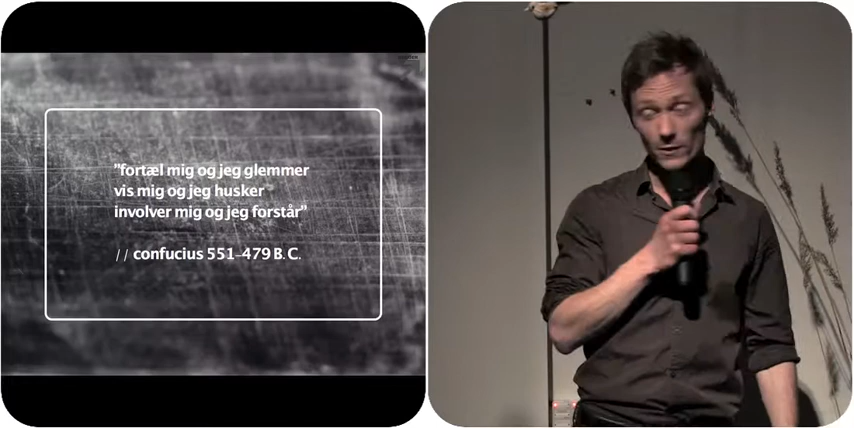 ”fortæl mig og jeg glemmer
vis mig og jeg husker
involver mig og jeg forstår”
// confucius 551-479 B.C.